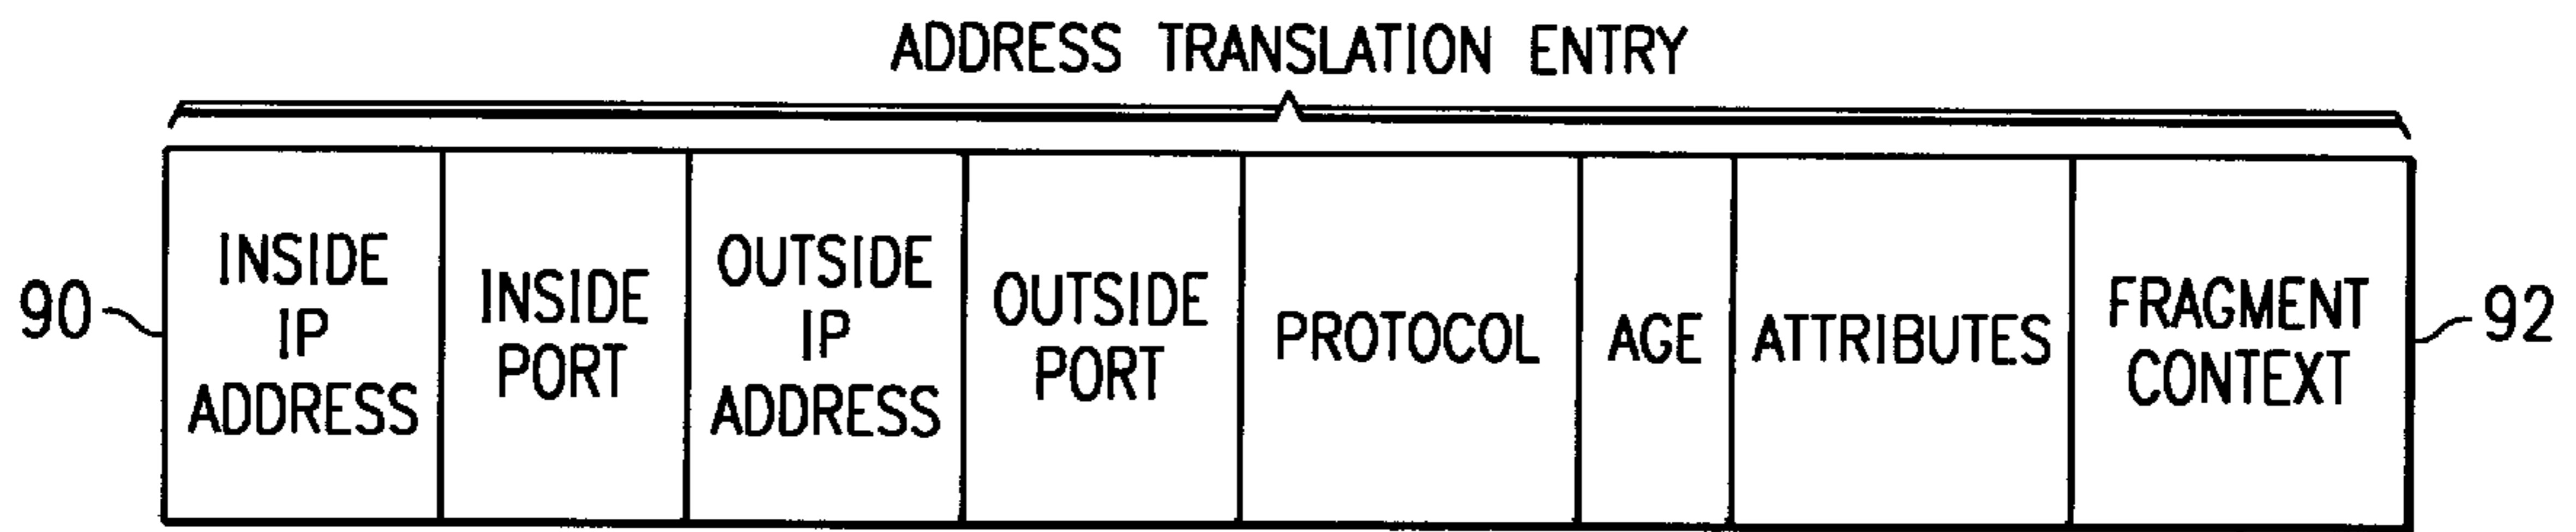 ADDRESS TRANSLATION ENTRY
90
INSIDE
IP
ADDRESS
INSIDE
PORT
OUTSIDE
IP
ADDRESS
OUTSIDE
PORT
PROTOCOL
AGE
ATTRIBUTES
FRAGMENT
CONTEXT
92